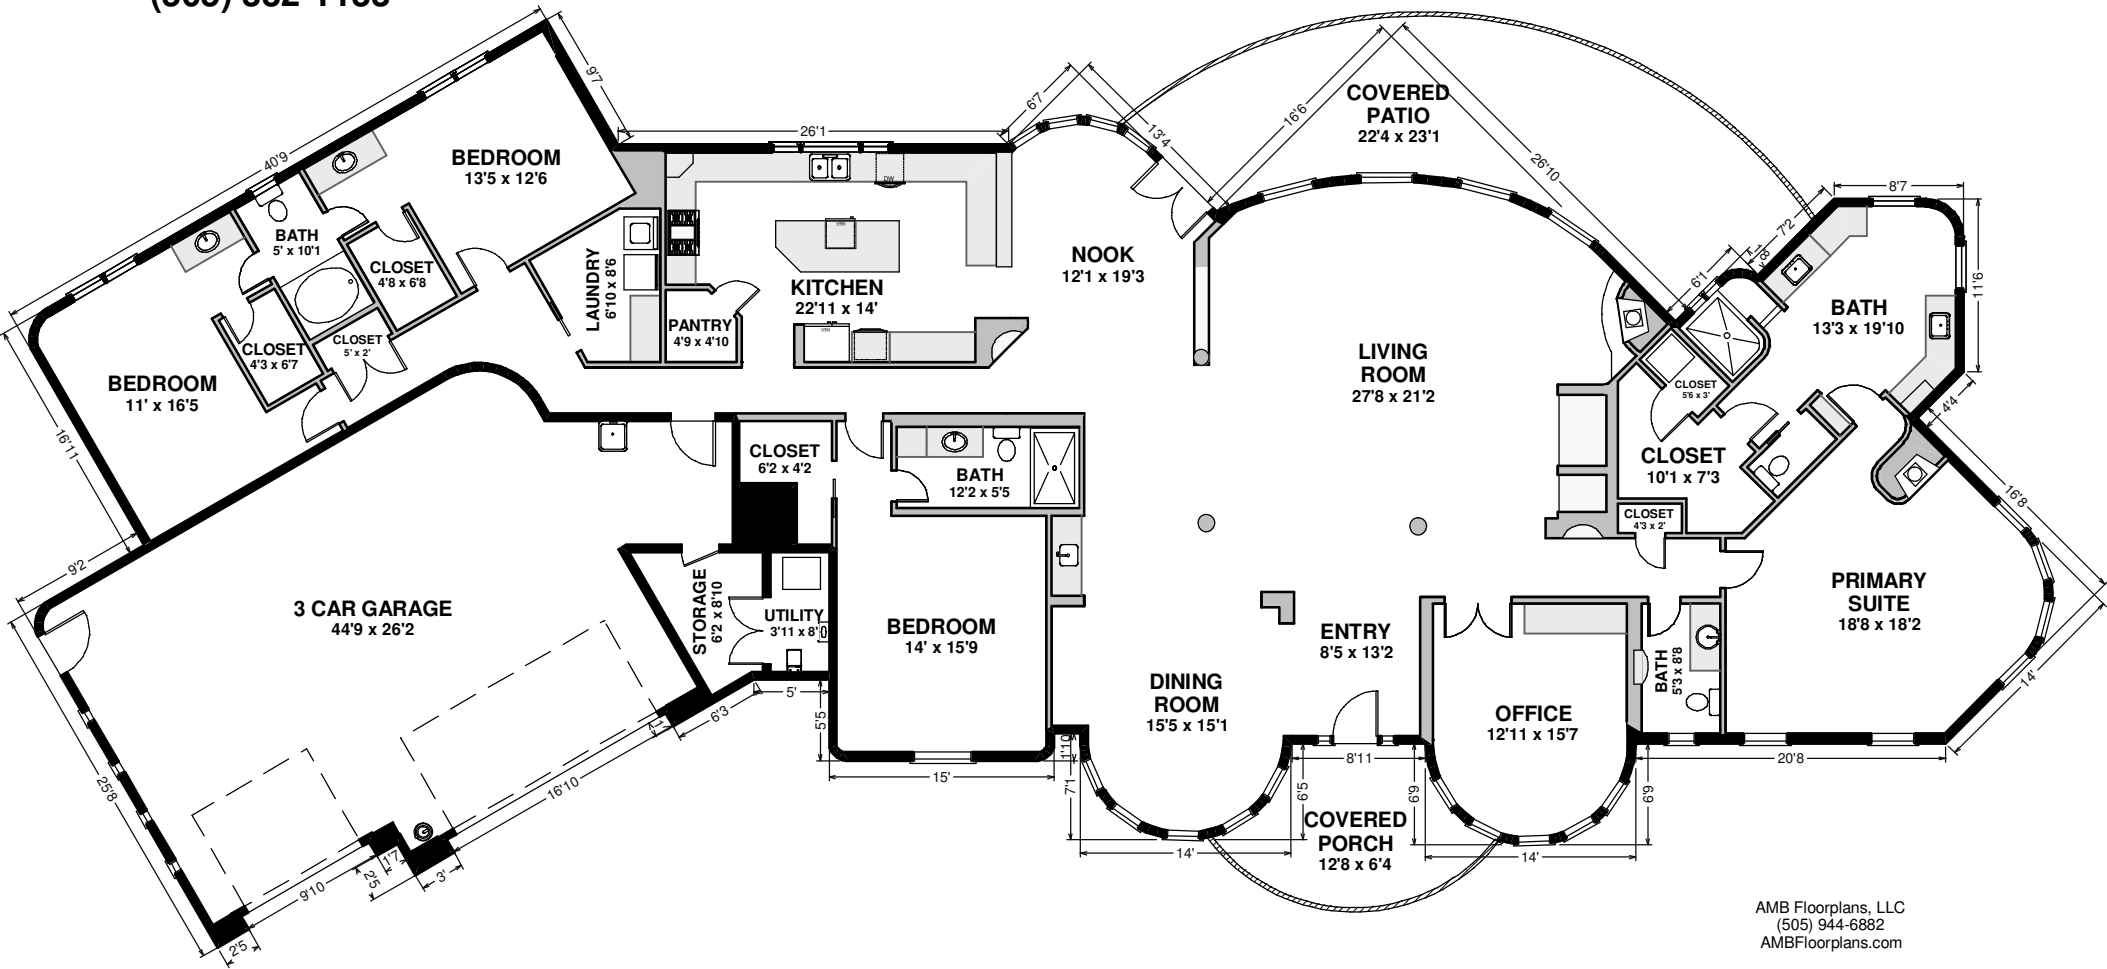 40'9
9'7
BEDROOM
13'5 x 12'6
BATH
5' x 10'1
CLOSET
4'8 x 6'8
CLOSET
4'3 x 6'7
CLOSET
5' x 2'
BEDROOM
11' x 16'5
16'11
9'2
26'1
LAUNDRY
6'10 x 8'6
PANTRY
4'9 x 4'10
DW
KITCHEN
22'11 x 14'
6'7
13'4
NOOK
12'1 x 19'3
COVERED
PATIO
22'4 x 23'1
16'6
26'10
LIVING
ROOM
27'8 x 21'2
6'1
1'8
7'2
8'7
11'6
4'4
BATH
13'3 x 19'10
CLOSET
5'6 x 3'
CLOSET
10'1 x 7'3
CLOSET
4'3 x 2'
16'8
14'
PRIMARY
SUITE
18'8 x 18'2
20'8
BATH
5'3 x 8'8
OFFICE
12'11 x 15'7
6'9
6'9
14'
ENTRY
8'5 x 13'2
8'11
COVERED
PORCH
12'8 x 6'4
DINING
ROOM
15'5 x 15'1
6'5
14'
7'1
1'10
CLOSET
6'2 x 4'2
BATH
12'2 x 5'5
BEDROOM
14' x 15'9
15'
5'5
5'
UTILITY
3'11 x 8'
STORAGE
6'2 x 8'10
6'3
1'
3 CAR GARAGE
44'9 x 26'2
16'10
3'
1'7
2'5
9'10
2'5
25'8
AMB Floorplans, LLC
(505) 944-6882
AMBFloorplans.com